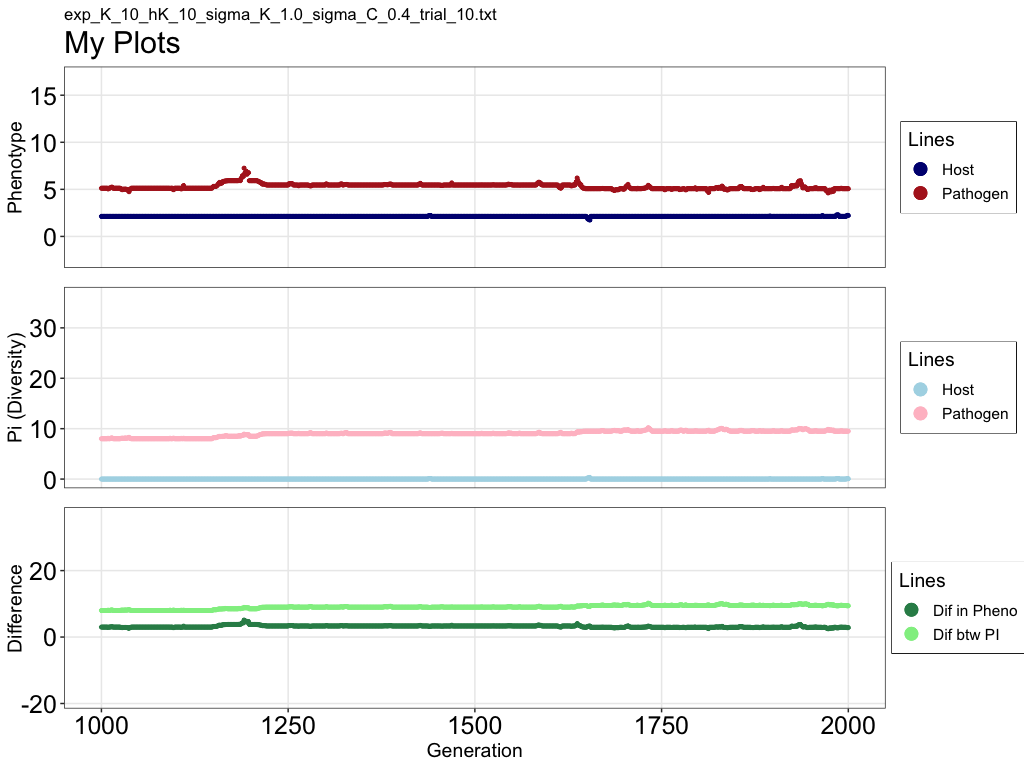 exp_K_10_hK_10_sigma_K_1.0_sigma_C_0.4_trial_10.txt
My Plots
Phenotype
15
10
5
0
Lines
Host
Pathogen
Pi (Diversity)
30
20
10
0
Lines
Host
Pathogen
Difference
20
0
-20
Lines
Dif in Pheno
Dif btw PI
1000 1250 1500 1750 2000
Generation